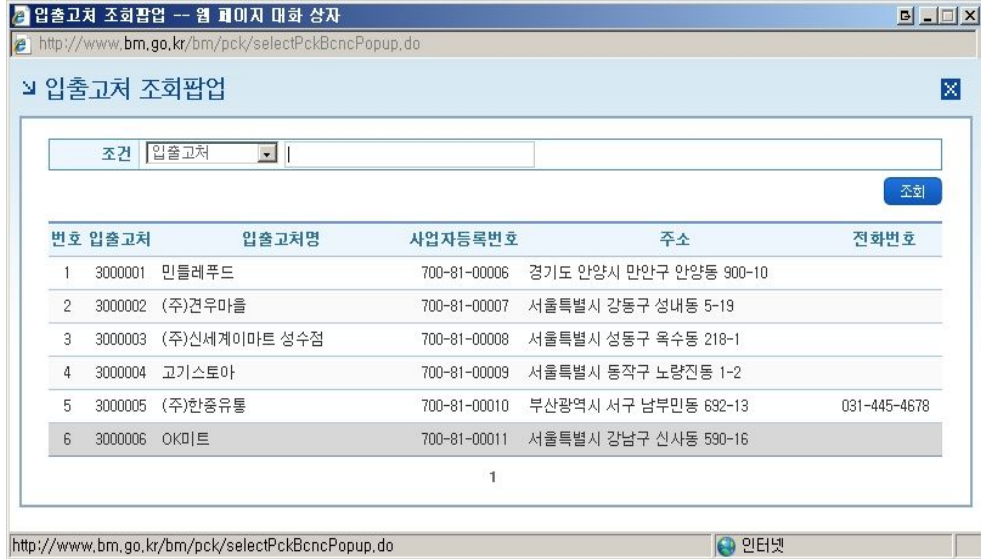 입출고처 조회팝업 -- 웹 페이지 대화 상자
http://www.bm.go.kr/bm/pck/selectPckBcncPopup.do
입출고처 조회팝업
조건 입출고처
조회
번호 입출고처 입출고처명 사업자등록번호 주소 전화번호
1 3000001 민들레푸드 700-81-00006 경기도 안양시 만안구 안양동 900-10
2 3000002 (주)견우마을 700-81-00007 서울특별시 강동구 성내동 5-19
3 3000003 (주)신세계이마트 성수점 700-81-00008 서울특별시 성동구 옥수동 218-1
4 3000004 고기스토아 700-81-00009 서울특별시 동작구 노량진동 1-2
5 3000005 (주)한중유통 700-81-00010 부산광역시 서구 남부민동 692-13 031-445-4678
6 3000006 OK미트 700-81-00011 서울특별시 강남구 신사동 590-16
1
http://www.bm.go.kr/bm/pck/selectPckBcncPopup.do 인터넷